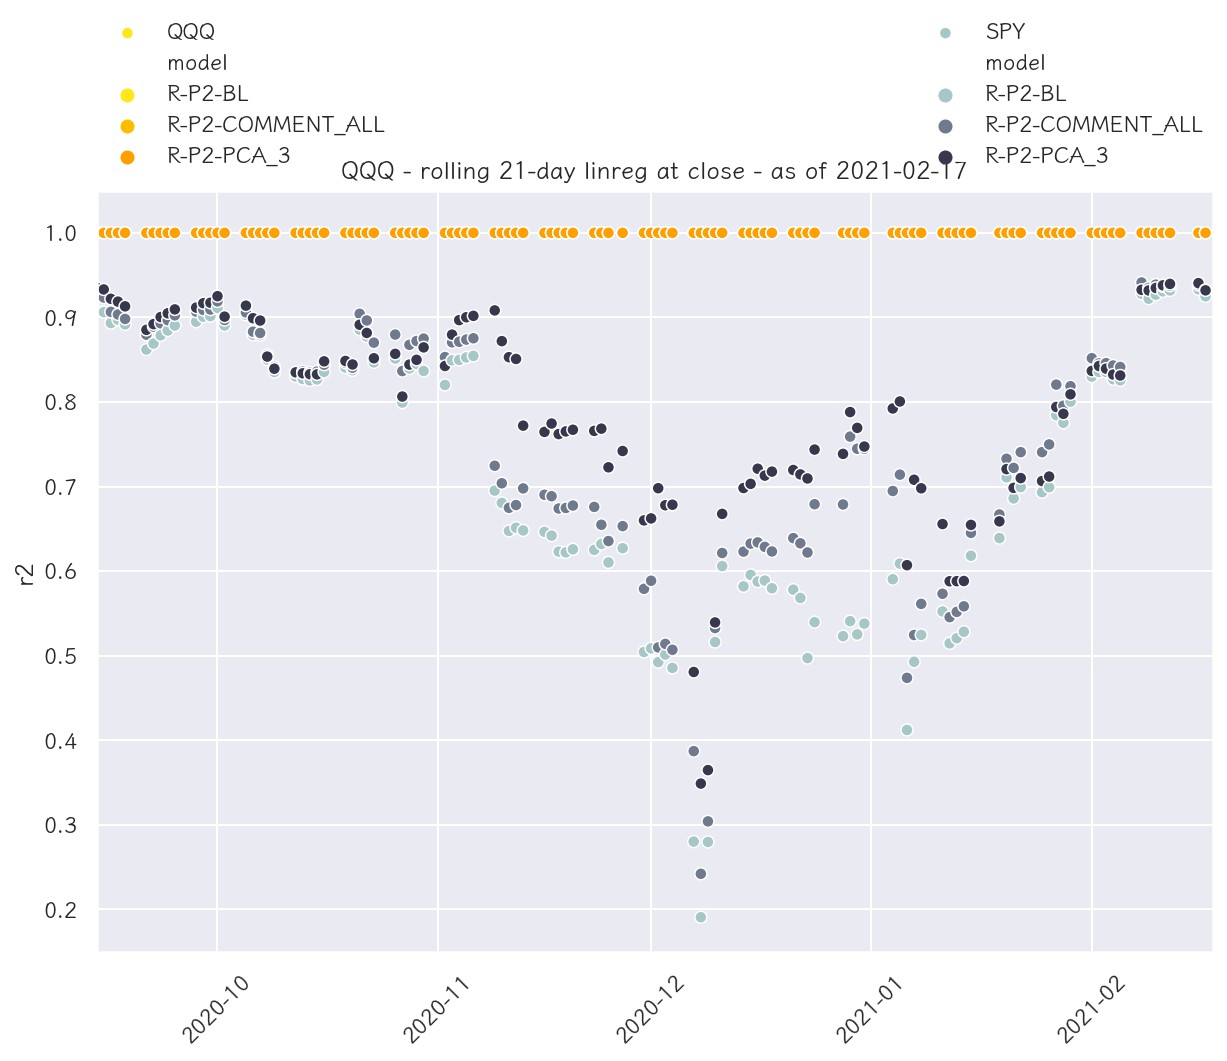 QQQ
model
R-P2-BL
R-P2-COMMENT_ALL
R-P2-PCA_3
SPY
model
R-P2-BL
R-P2-COMMENT_ALL
R-P2-PCA_3
QQQ - rolling 21-day linreg at close - as of 2021-02-17
1.0
0.9
0.8
0.7
0.6
0.5
0.4
0.3
0.2
r2
2020-10
2020-11
2020-12
2021-01
2021-02